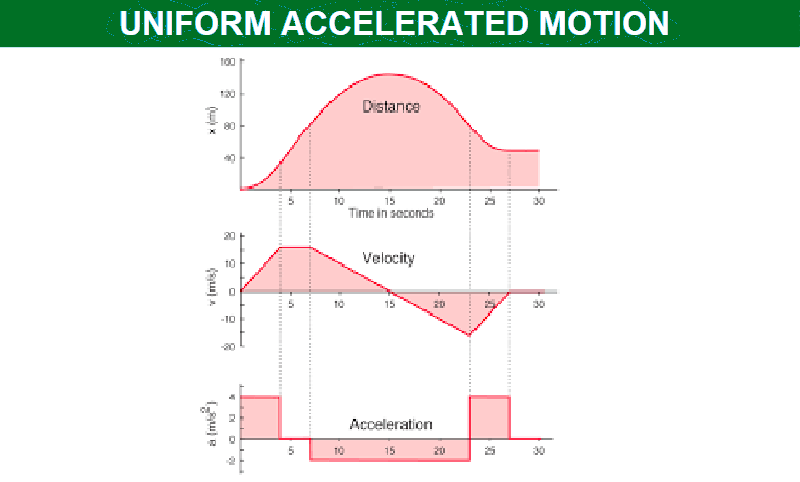 UNIFORM ACCELERATED MOTION
160
120
80
40
x (m)
Distance
5 10 15 20 25 30
Time in seconds
20
10
0
-10
-20
v (m/s)
Velocity
5 10 15 20 25 30
4
2
0
-2
a (m/s²)
Acceleration
5 10 15 20 25 30